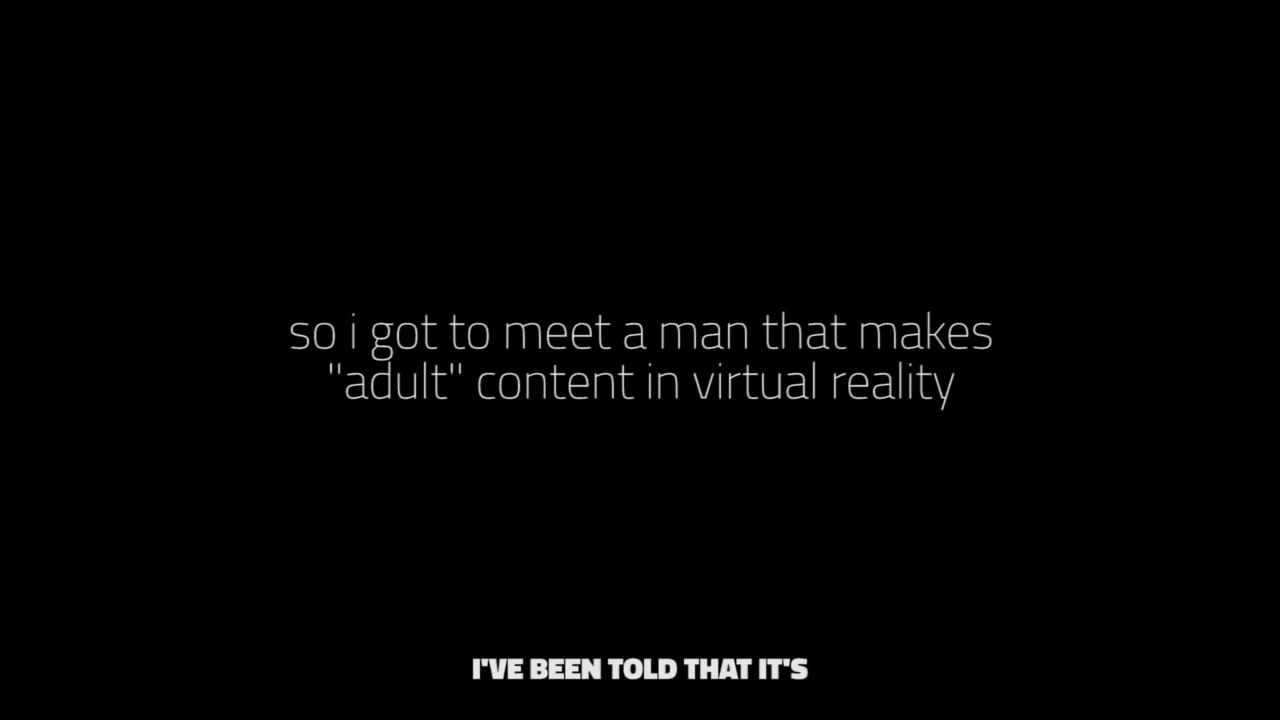 so i got to meet a man that makes
"adult" content in virtual reality
I'VE BEEN TOLD THAT IT'S